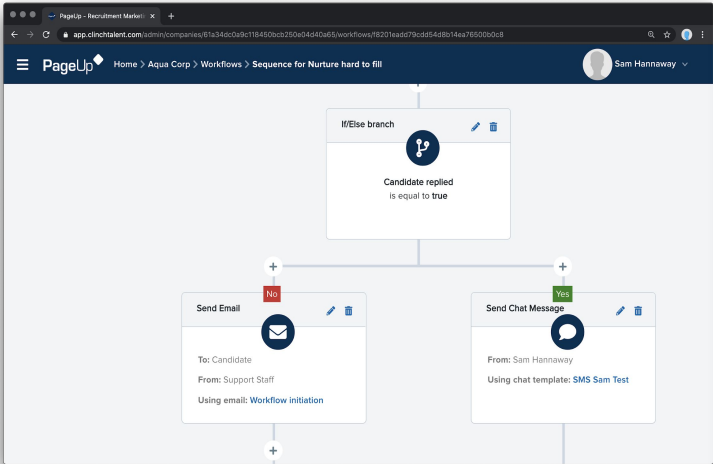 PageUp - Recruitment Marketi
app.clinchtalent.com/admin/companies/61a34dc0a9c118450bcb250e04d40a65/workflows/f8201eadd79cdd54d8b14ea76500b0c8
PageUp
Home > Aqua Corp > Workflows > Sequence for Nurture hard to fill
Sam Hannaway
If/Else branch
Candidate replied
is equal to true
No
Yes
Send Email
To: Candidate
From: Support Staff
Using email: Workflow initiation
Send Chat Message
From: Sam Hannaway
Using chat template: SMS Sam Test